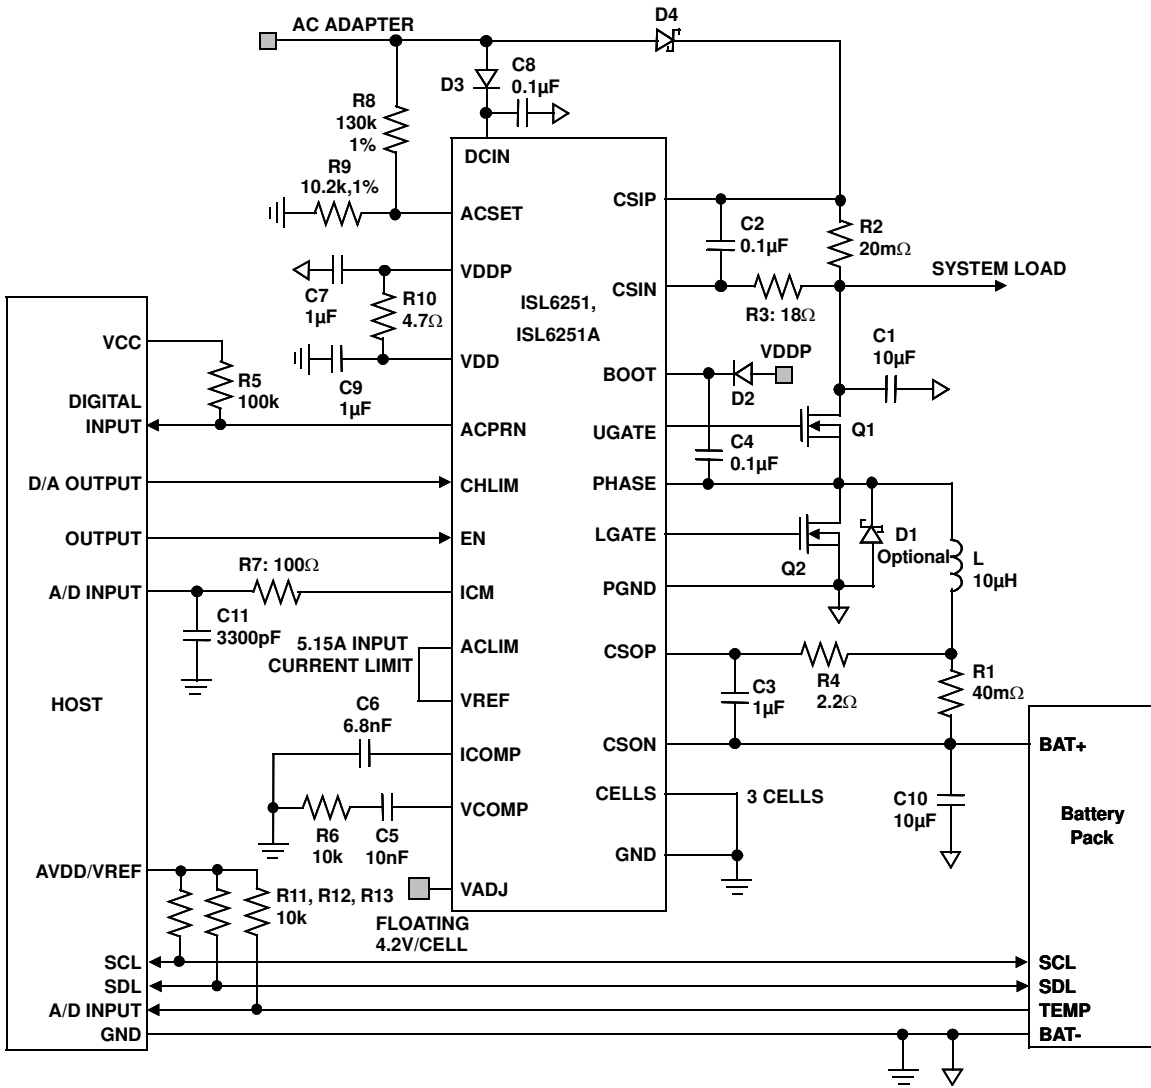 AC ADAPTER
D4
D3
C8
0.1µF
R8
130k
1%
R9
10.2k,1%
DCIN
ACSET
VDDP
C7
1µF
R10
4.7Ω
VDD
C9
1µF
ISL6251,
ISL6251A
CSIP
C2
0.1µF
R2
20mΩ
CSIN
R3: 18Ω
SYSTEM LOAD
C1
10µF
VDDP
BOOT
D2
UGATE
Q1
C4
0.1µF
PHASE
LGATE
Q2
D1
Optional
L
10µH
PGND
CSOP
R4
2.2Ω
C3
1µF
R1
40mΩ
CSON
CELLS
3 CELLS
GND
C10
10µF
BAT+
Battery
Pack
SCL
SDL
TEMP
BAT-
VCC
R5
100k
DIGITAL
INPUT
ACPRN
D/A OUTPUT
CHLIM
OUTPUT
EN
R7: 100Ω
A/D INPUT
ICM
C11
3300pF
5.15A INPUT
CURRENT LIMIT
ACLIM
VREF
HOST
C6
6.8nF
ICOMP
VCOMP
R6
10k
C5
10nF
AVDD/VREF
R11, R12, R13
10k
VADJ
FLOATING
4.2V/CELL
SCL
SDL
A/D INPUT
GND